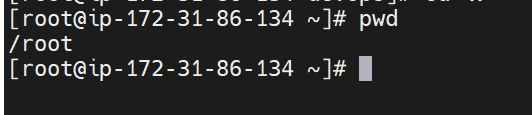 [root@ip-172-31-86-134 ~]# pwd
/root
[root@ip-172-31-86-134 ~]#